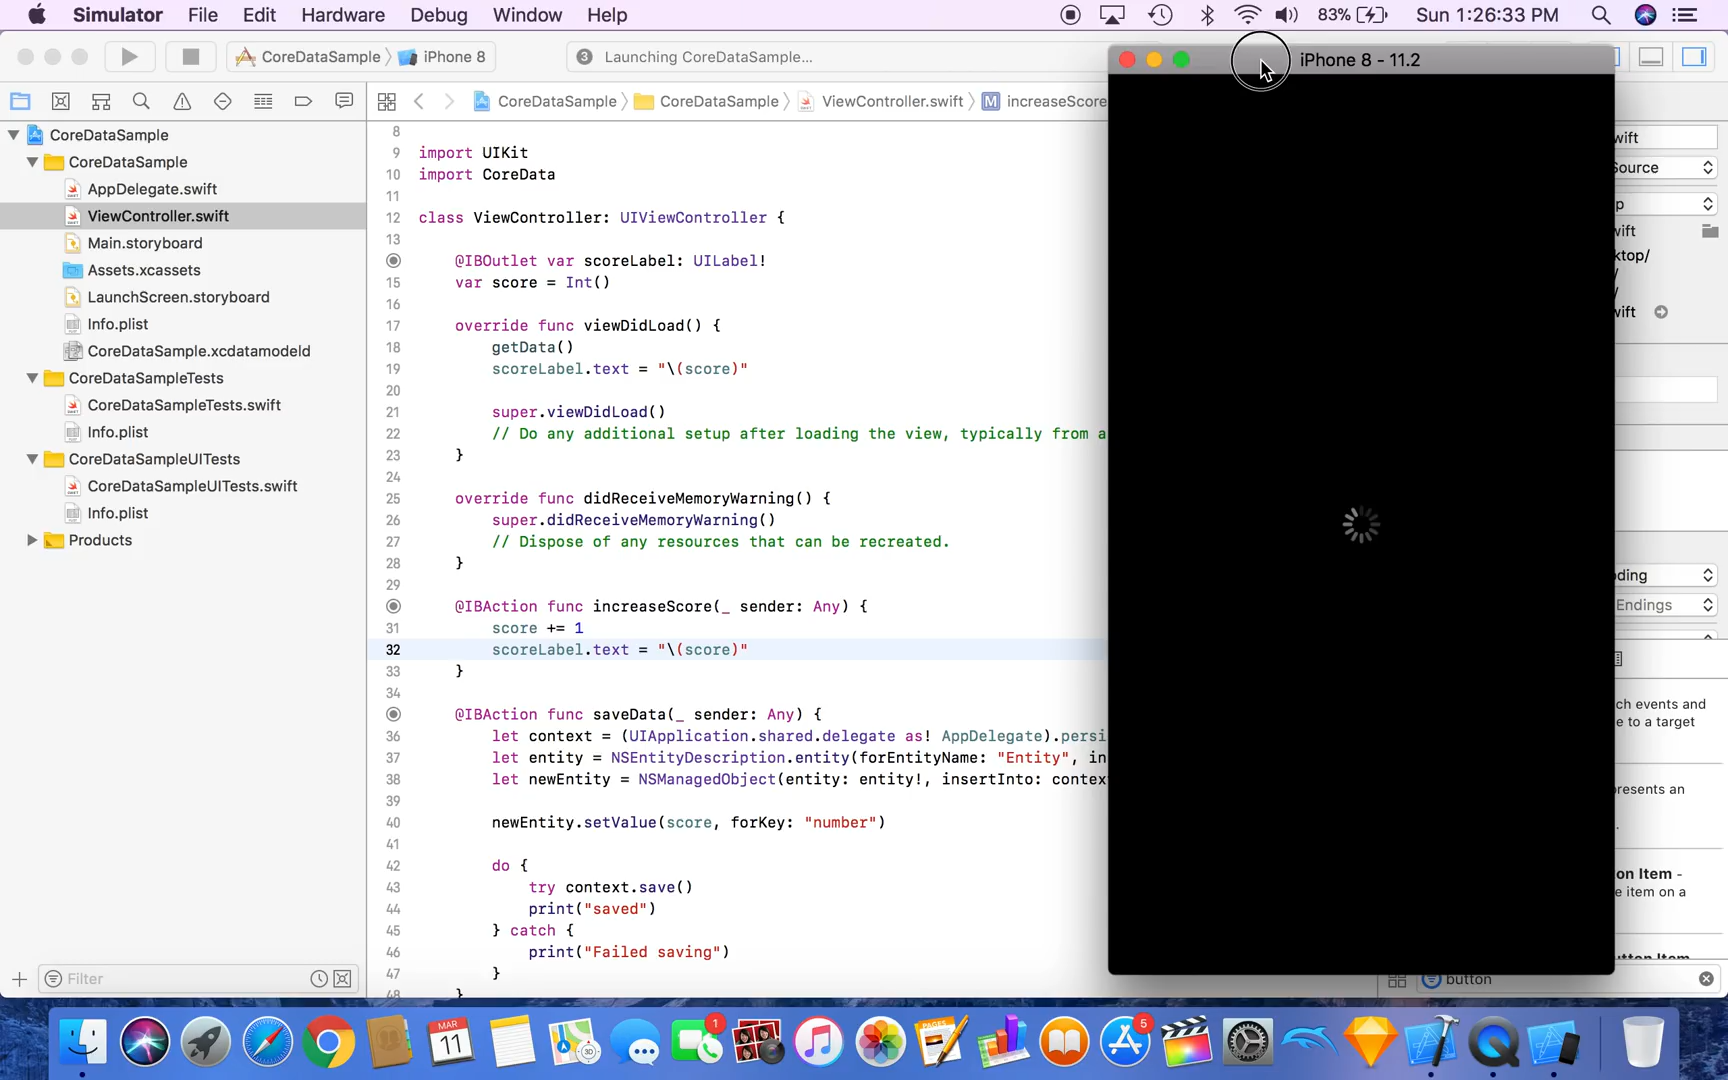 Simulator File Edit Hardware Debug Window Help
83% Sun 1:26:33 PM
CoreDataSample iPhone 8
3 Launching CoreDataSample...
iPhone 8 - 11.2
CoreDataSample CoreDataSample ViewController.swift M increaseScore
CoreDataSample
CoreDataSample
AppDelegate.swift
ViewController.swift
Main.storyboard
Assets.xcassets
LaunchScreen.storyboard
Info.plist
CoreDataSample.xcdatamodeld
CoreDataSampleTests
CoreDataSampleTests.swift
Info.plist
CoreDataSampleUITests
CoreDataSampleUITests.swift
Info.plist
Products
Filter
8
9 import UIKit
10 import CoreData
11
12 class ViewController: UIViewController {
13
@IBOutlet var scoreLabel: UILabel!
15 var score = Int()
16
17 override func viewDidLoad() {
18 getData()
19 scoreLabel.text = "\(score)"
20
21 super.viewDidLoad()
22 // Do any additional setup after loading the view, typically from a
23 }
24
25 override func didReceiveMemoryWarning() {
26 super.didReceiveMemoryWarning()
27 // Dispose of any resources that can be recreated.
28 }
29
@IBAction func increaseScore(_ sender: Any) {
31 score += 1
32 scoreLabel.text = "\(score)"
33 }
34
@IBAction func saveData(_ sender: Any) {
36 let context = (UIApplication.shared.delegate as! AppDelegate).persi
37 let entity = NSEntityDescription.entity(forEntityName: "Entity", in
38 let newEntity = NSManagedObject(entity: entity!, insertInto: contex
39
40 newEntity.setValue(score, forKey: "number")
41
42 do {
43 try context.save()
44 print("saved")
45 } catch {
46 print("Failed saving")
47 }
48 }
wift
Source
p
wift
ktop/
/
/
wift
ding
Endings
ch events and
e to a target
resents an
.
on Item -
e item on a
utton Item
button
MAR
11
3D
1
5